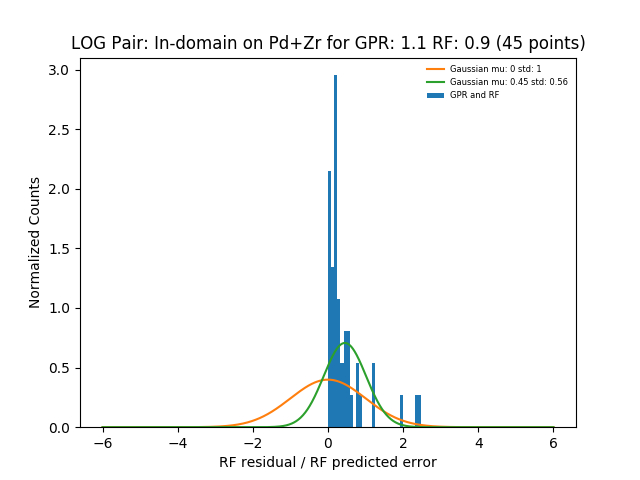 LOG Pair: In-domain on Pd+Zr for GPR: 1.1 RF: 0.9 (45 points)
Gaussian mu: 0 std: 1
Gaussian mu: 0.45 std: 0.56
GPR and RF
Normalized Counts
3.0
2.5
2.0
1.5
1.0
0.5
0.0
−6 −4 −2 0 2 4 6
RF residual / RF predicted error